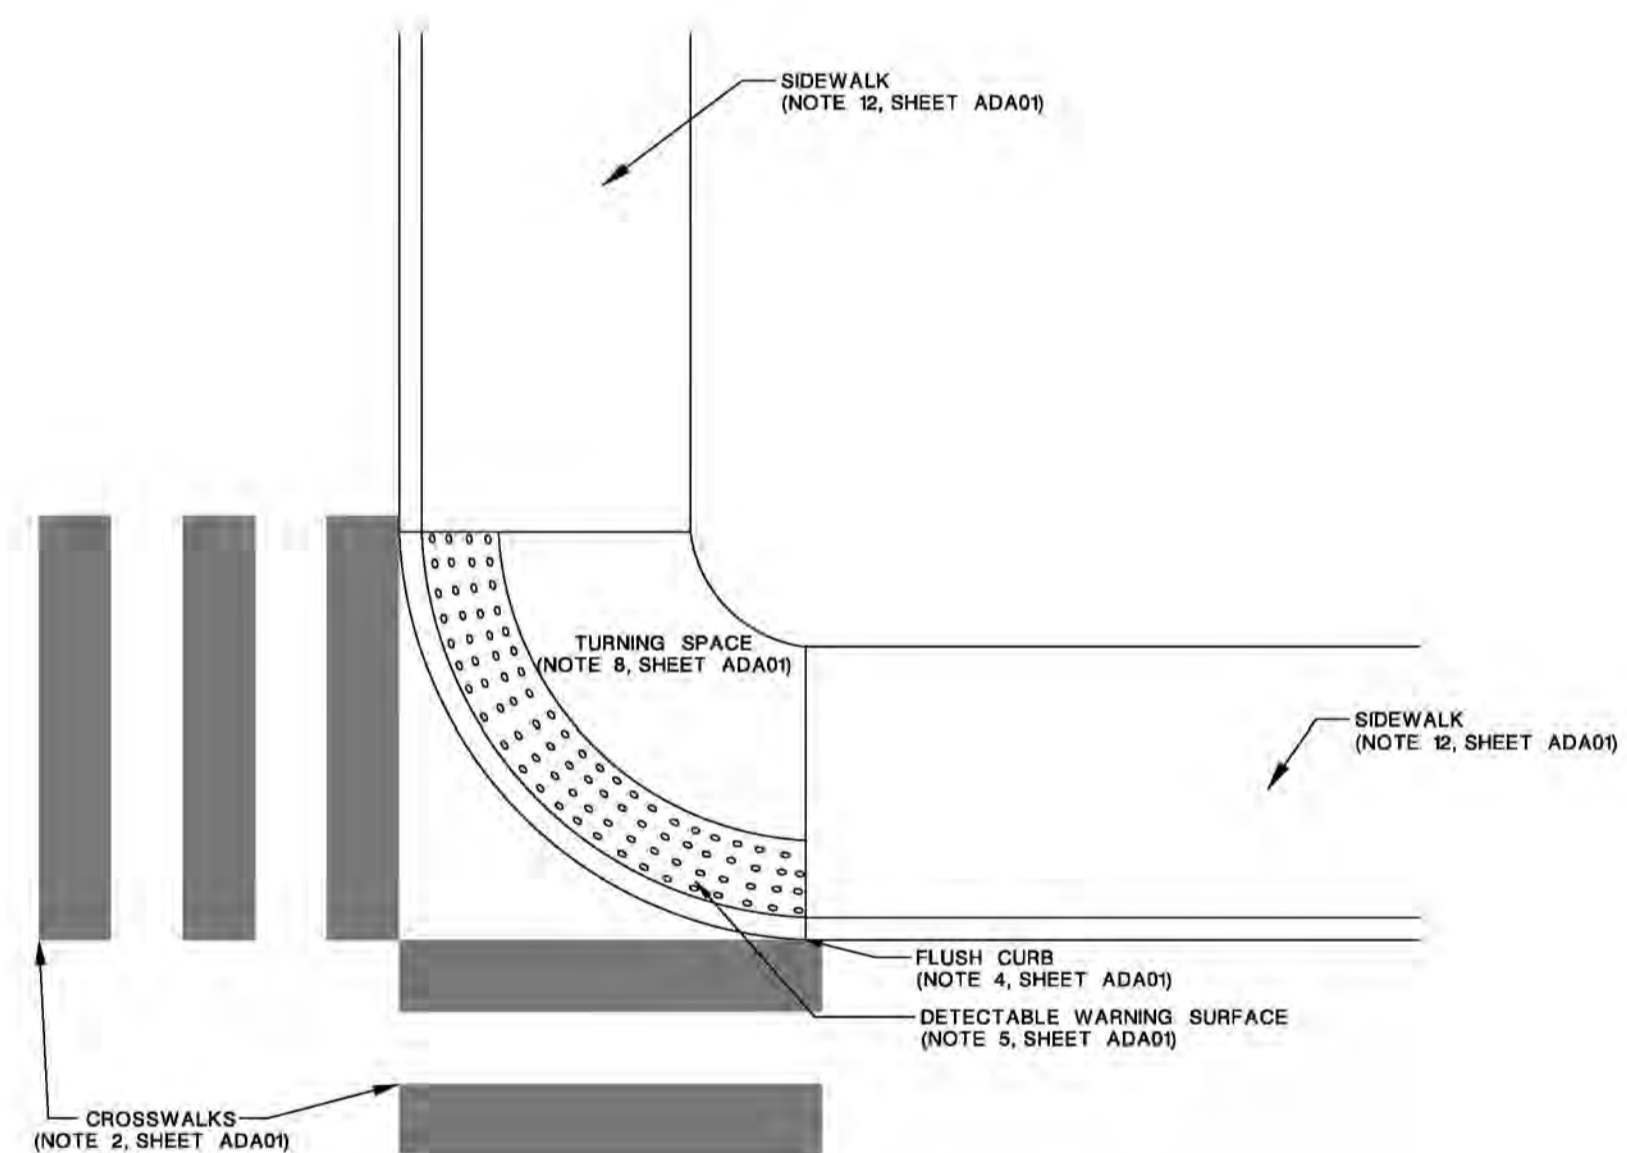 SIDEWALK
(NOTE 12, SHEET ADA01)
TURNING SPACE
(NOTE 8, SHEET ADA01)
SIDEWALK
(NOTE 12, SHEET ADA01)
FLUSH CURB
(NOTE 4, SHEET ADA01)
DETECTABLE WARNING SURFACE
(NOTE 5, SHEET ADA01)
CROSSWALKS
(NOTE 2, SHEET ADA01)